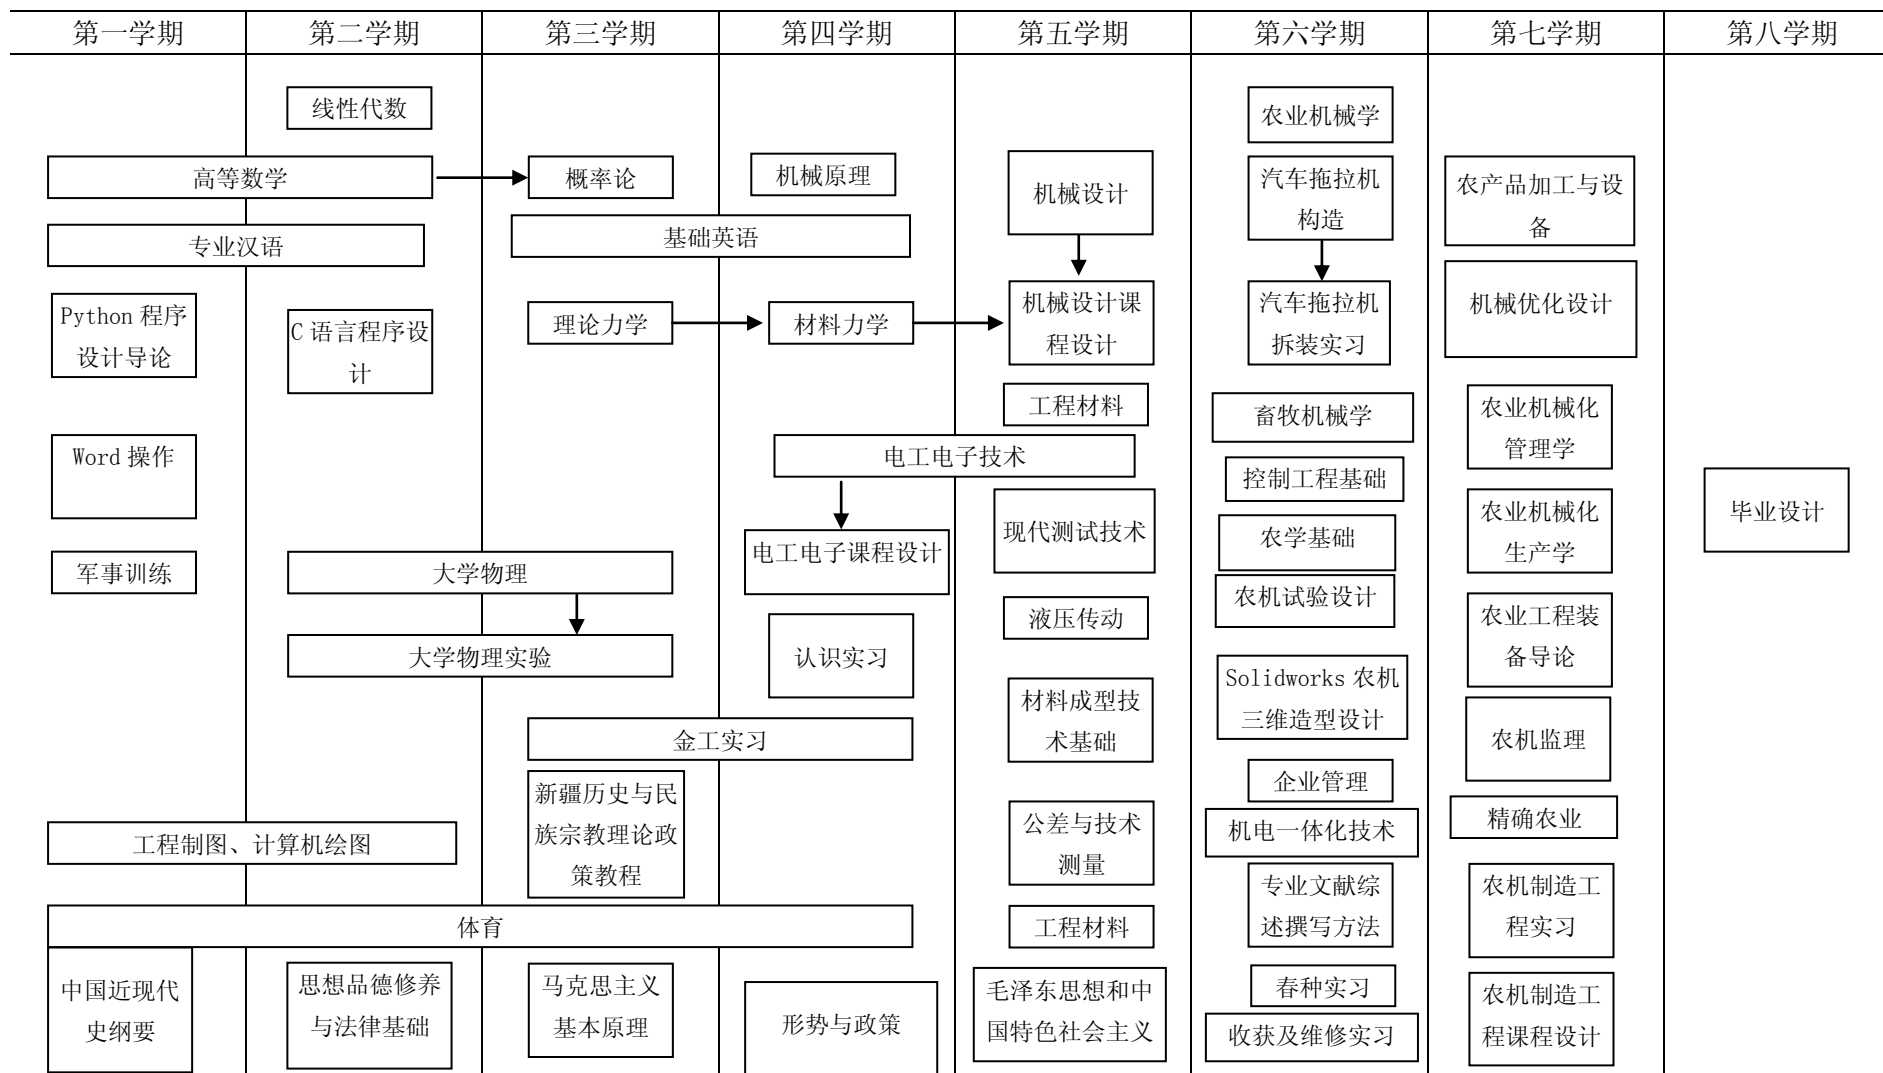 第一学期
第二学期
第三学期
第四学期
第五学期
第六学期
第七学期
第八学期
线性代数
农业机械学
高等数学
概率论
机械原理
机械设计
汽车拖拉机
构造
农产品加工与设
备
专业汉语
基础英语
Python 程序
设计导论
C 语言程序设
计
理论力学
材料力学
机械设计课
程设计
汽车拖拉机
拆装实习
机械优化设计
工程材料
畜牧机械学
农业机械化
管理学
Word 操作
电工电子技术
控制工程基础
现代测试技术
农学基础
农业机械化
生产学
毕业设计
军事训练
大学物理
电工电子课程设计
农机试验设计
液压传动
农业工程装
备导论
大学物理实验
认识实习
Solidworks 农机
三维造型设计
材料成型技
术基础
农机监理
金工实习
企业管理
新疆历史与民
族宗教理论政
策教程
工程制图、计算机绘图
公差与技术
测量
机电一体化技术
精确农业
专业文献综
述撰写方法
农机制造工
程实习
体育
工程材料
中国近现代
史纲要
思想品德修养
与法律基础
马克思主义
基本原理
形势与政策
毛泽东思想和中
国特色社会主义
春种实习
收获及维修实习
农机制造工
程课程设计